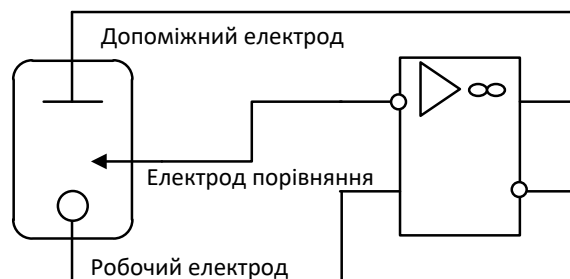 Допоміжний електрод
∞
Електрод порівняння
Робочий електрод